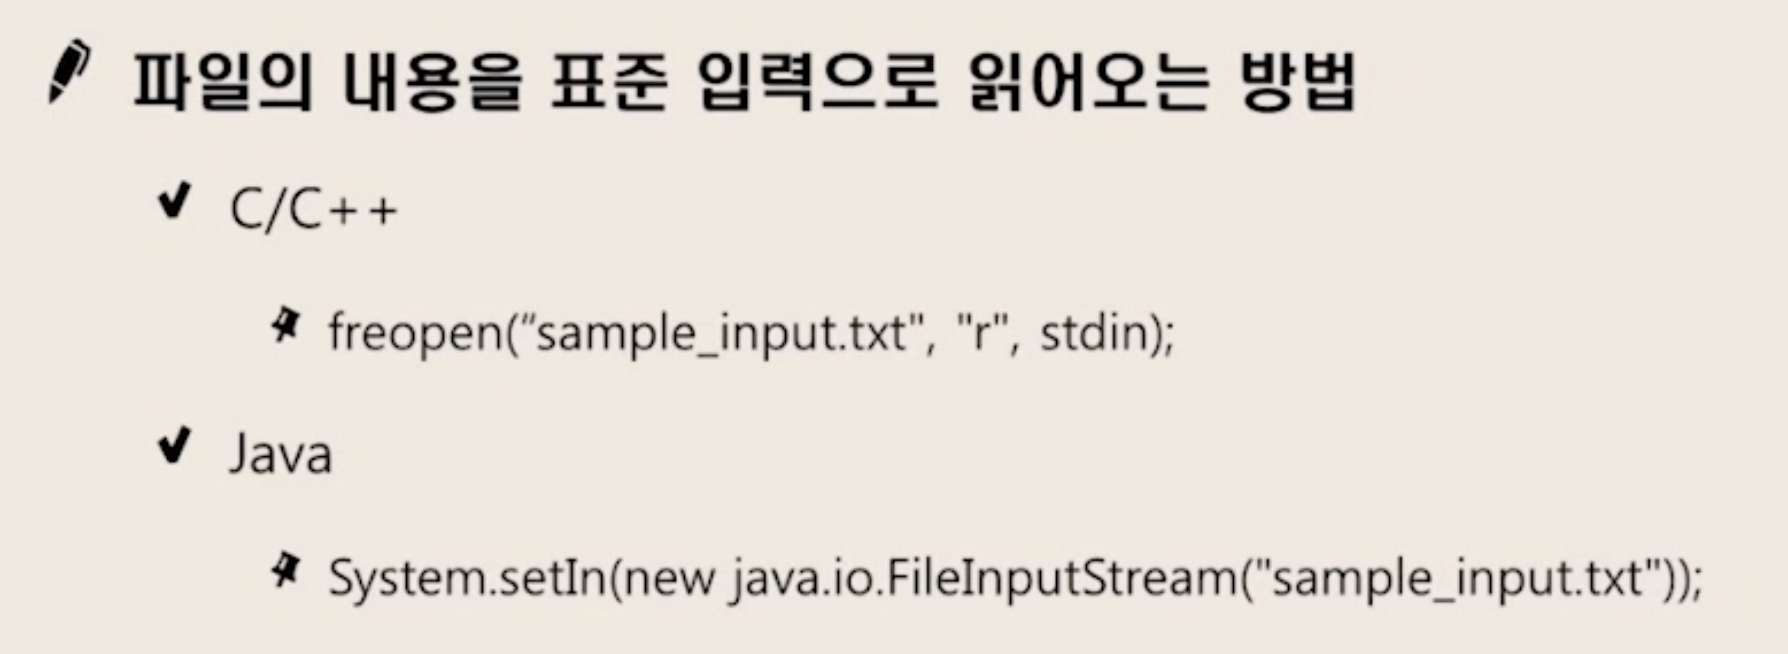 파일의 내용을 표준 입력으로 읽어오는 방법
C/C++
freopen(“sample_input.txt", "r", stdin);
Java
System.setIn(new java.io.FileInputStream("sample_input.txt"));